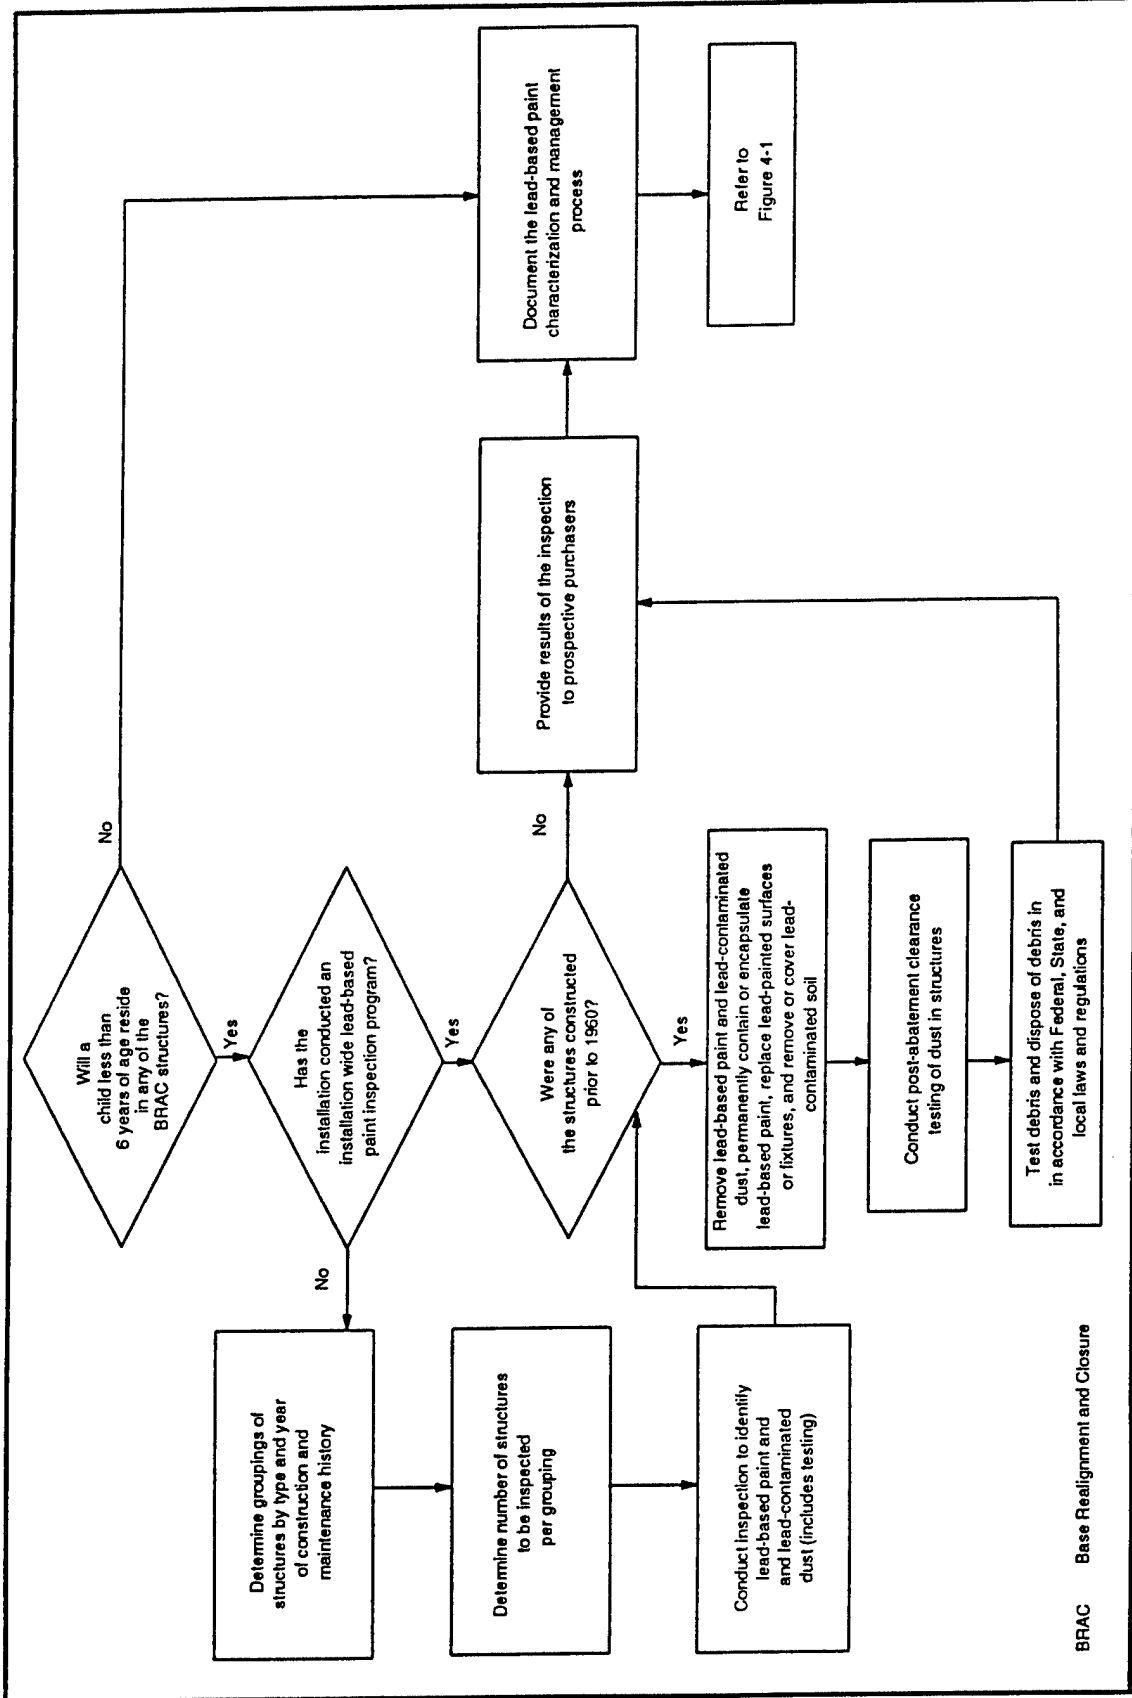 Will a
child less than
6 years of age reside
in any of the
BRAC structures?
No
Yes
Has the
installation conducted an
installation wide lead-based
paint inspection program?
No
Yes
Determine groupings of
structures by type and year
of construction and
maintenance history
Determine number of structures
to be inspected
per grouping
Conduct inspection to identify
lead-based paint and
and lead-contaminated
dust (includes testing)
Were any of
the structures constructed
prior to 1960?
No
Yes
Remove lead-based paint and lead-contaminated
dust, permanently contain or encapsulate
lead-based paint, replace lead-painted surfaces
or fixtures, and remove or cover lead-
contaminated soil
Conduct post-abatement clearance
testing of dust in structures
Test debris and dispose of debris in
in accordance with Federal, State, and
local laws and regulations
Provide results of the inspection
to prospective purchasers
Document the lead-based paint
characterization and management
process
Refer to
Figure 4-1
BRAC Base Realignment and Closure